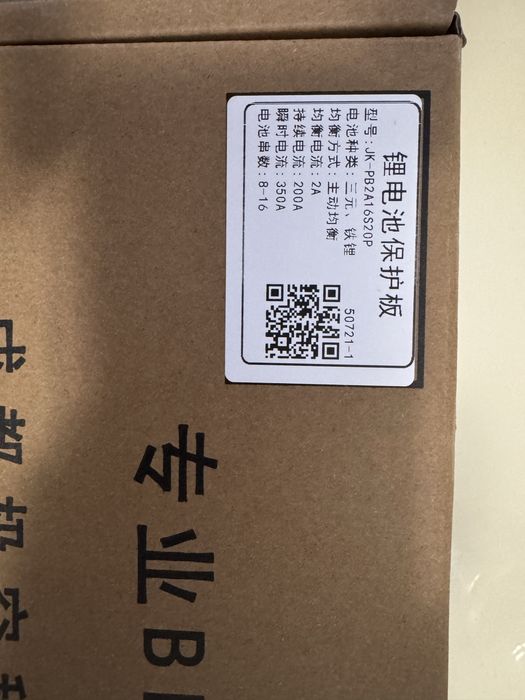 锂电池保护板
型号:JK-PB2A16S20P
电池种类:三元、铁锂
均衡方式:主动均衡
均衡电流:2A
持续电流:200A
瞬时电流:350A
电池串数:8-16
50721-1
专业B